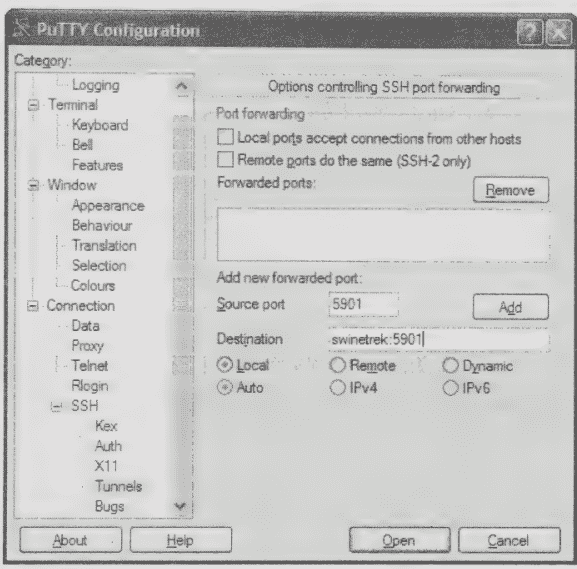 PuTTY Configuration
Category:
Logging
Terminal
Keyboard
Bell
Features
Window
Appearance
Behaviour
Translation
Selection
Colours
Connection
Data
Proxy
Telnet
Rlogin
SSH
Kex
Auth
X11
Tunnels
Bugs
Options controlling SSH port forwarding
Port forwarding
Local ports accept connections from other hosts
Remote ports do the same (SSH-2 only)
Forwarded ports: Remove
Add new forwarded port:
Source port 5901 Add
Destination swinetrek:5901
Local Remote Dynamic
Auto IPv4 IPv6
About Help Open Cancel